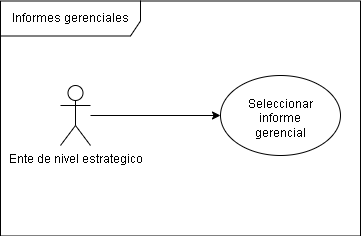 Informes gerenciales
Seleccionar
informe
gerencial
Ente de nivel estrategico